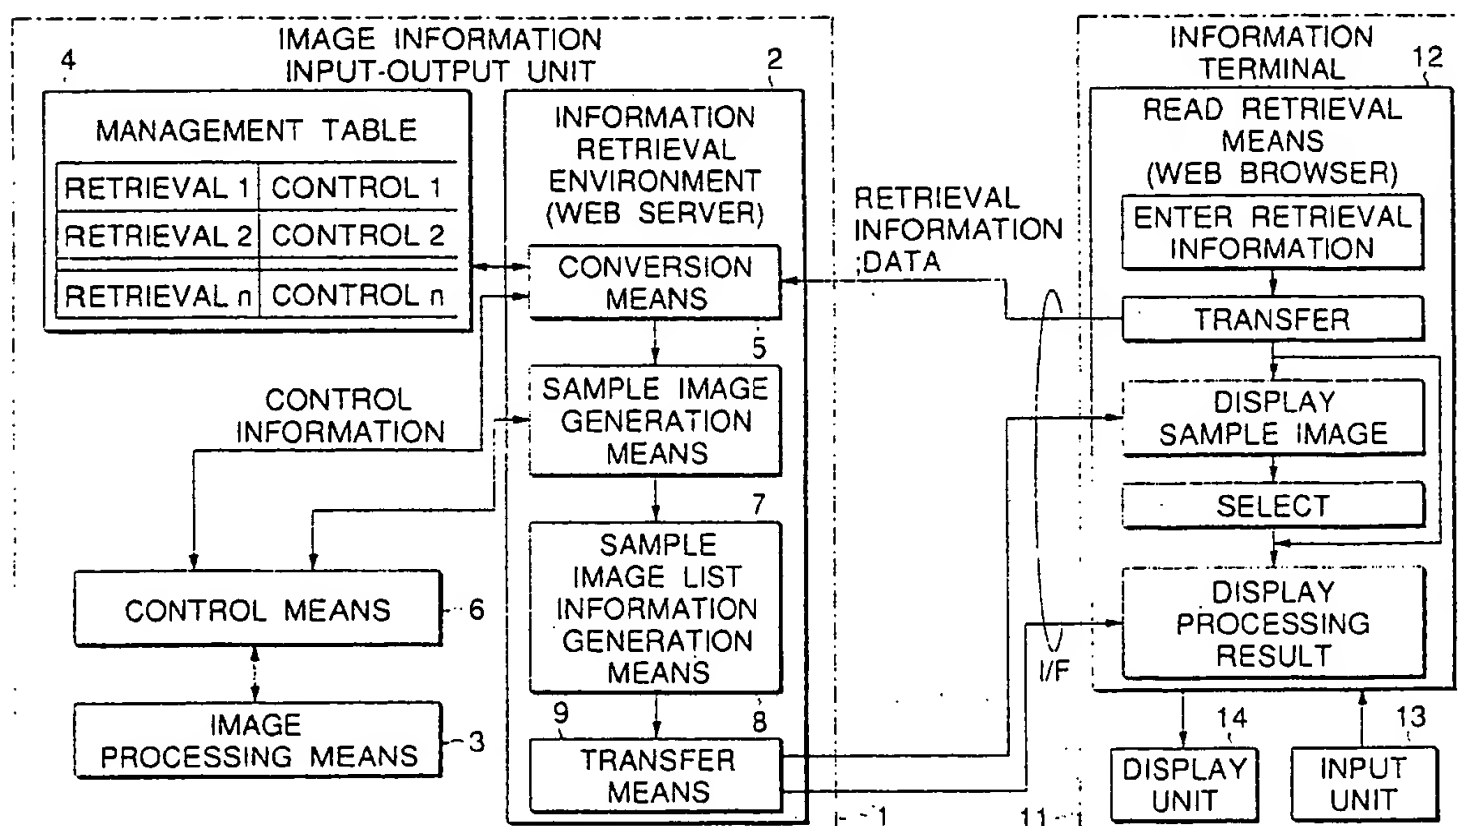 IMAGE INFORMATION
INPUT-OUTPUT UNIT
4
MANAGEMENT TABLE
RETRIEVAL 1 CONTROL 1
RETRIEVAL 2 CONTROL 2
RETRIEVAL n CONTROL n
2
INFORMATION
RETRIEVAL
ENVIRONMENT
(WEB SERVER)
CONVERSION
MEANS
5
SAMPLE IMAGE
GENERATION
MEANS
7
SAMPLE
IMAGE LIST
INFORMATION
GENERATION
MEANS
8
9
TRANSFER
MEANS
CONTROL
INFORMATION
CONTROL MEANS
6
IMAGE
PROCESSING MEANS
3
1
RETRIEVAL
INFORMATION
DATA
I/F
INFORMATION
TERMINAL
12
READ RETRIEVAL
MEANS
(WEB BROWSER)
ENTER RETRIEVAL
INFORMATION
TRANSFER
DISPLAY
SAMPLE IMAGE
SELECT
DISPLAY
PROCESSING
RESULT
14
DISPLAY
UNIT
13
INPUT
UNIT
11